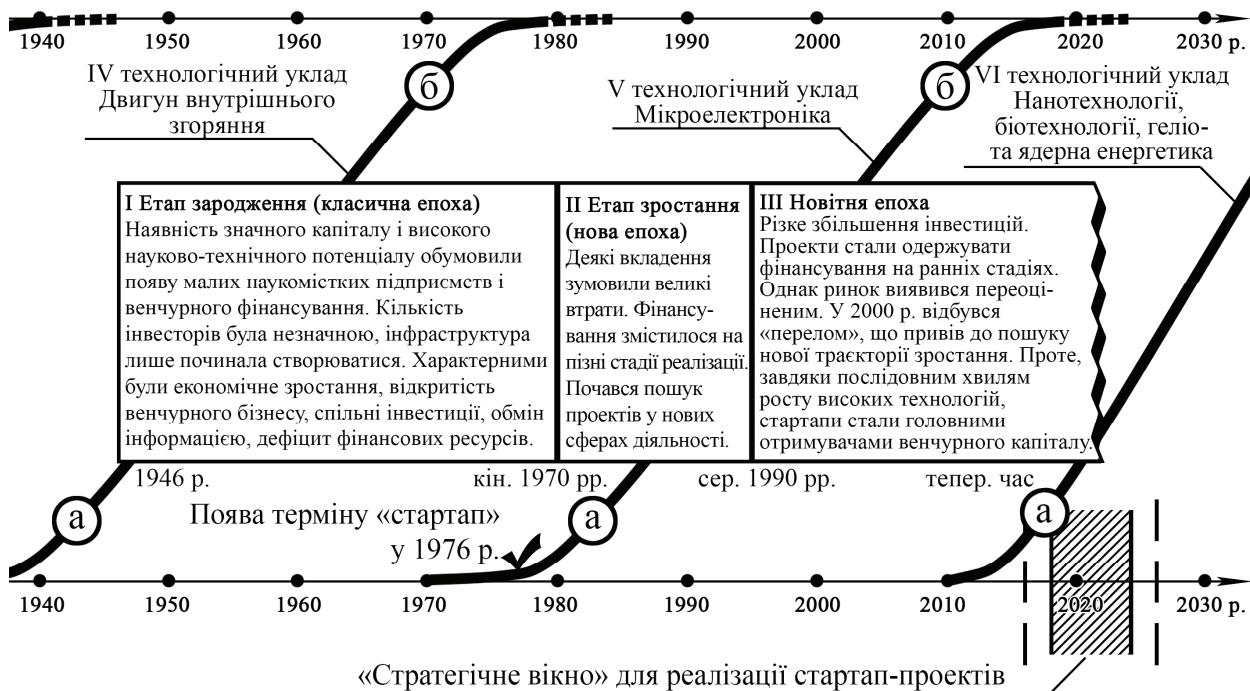 1940 1950 1960 1970 1980 1990 2000 2010 2020 2030 р.
IV технологічний уклад
Двигун внутрішнього
згоряння
б
V технологічний уклад
Мікроелектроніка
б
VI технологічний уклад
Нанотехнології,
біотехнології, геліо-
та ядерна енергетика
I Етап зародження (класична епоха)
Наявність значного капіталу і високого
науково-технічного потенціалу обумовили
появу малих наукомістких підприємств і
венчурного фінансування. Кількість
інвесторів була незначною, інфраструктура
лише починала створюватися. Характерними
були економічне зростання, відкритість
венчурного бізнесу, спільні інвестиції, обмін
інформацією, дефіцит фінансових ресурсів.
II Етап зростання
(нова епоха)
Деякі вкладення
зумовили великі
втрати. Фінансу-
вання змістилося на
пізні стадії реалізації.
Почався пошук
проектів у нових
сферах діяльності.
III Новітня епоха
Різке збільшення інвестицій.
Проекти стали одержувати
фінансування на ранніх стадіях.
Однак ринок виявився переоці-
неним. У 2000 р. відбувся
«перелом», що привів до пошуку
нової траєкторії зростання. Проте,
завдяки послідовним хвилям
росту високих технологій,
стартапи стали головними
отримувачами венчурного капіталу.
1946 р. кін. 1970 рр. сер. 1990 рр. тепер. час
а
Поява терміну «стартап»
у 1976 р.
а
а
1940 1950 1960 1970 1980 1990 2000 2010 2020 2030 р.
«Стратегічне вікно» для реалізації стартап-проектів